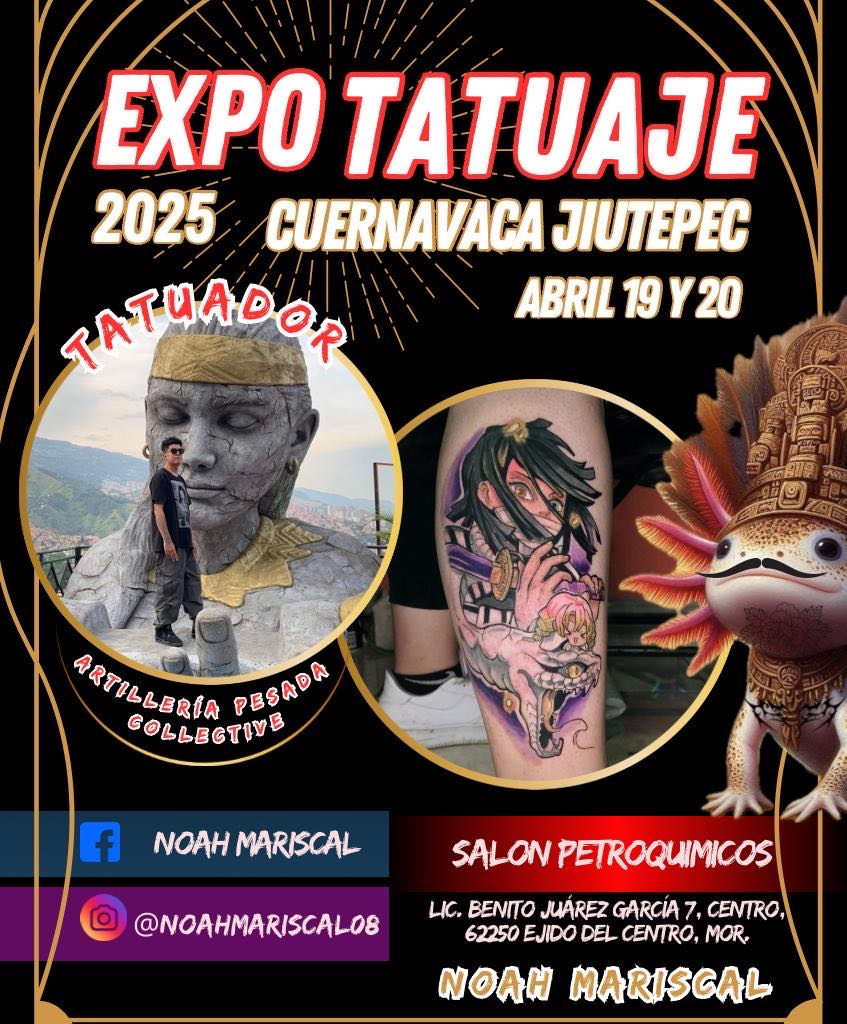 EXPO TATUAJE
2025 CUERNAVACA JIUTEPEC
ABRIL 19 Y 20
TATUADOR
ARTILLERÍA PESADA
COLLECTIVE
NOAH MARISCAL
@NOAHMARISCAL08
SALON PETROQUIMICOS
LIC. BENITO JUÁREZ GARCÍA 7, CENTRO,
62250 EJIDO DEL CENTRO, MOR.
NOAH MARISCAL